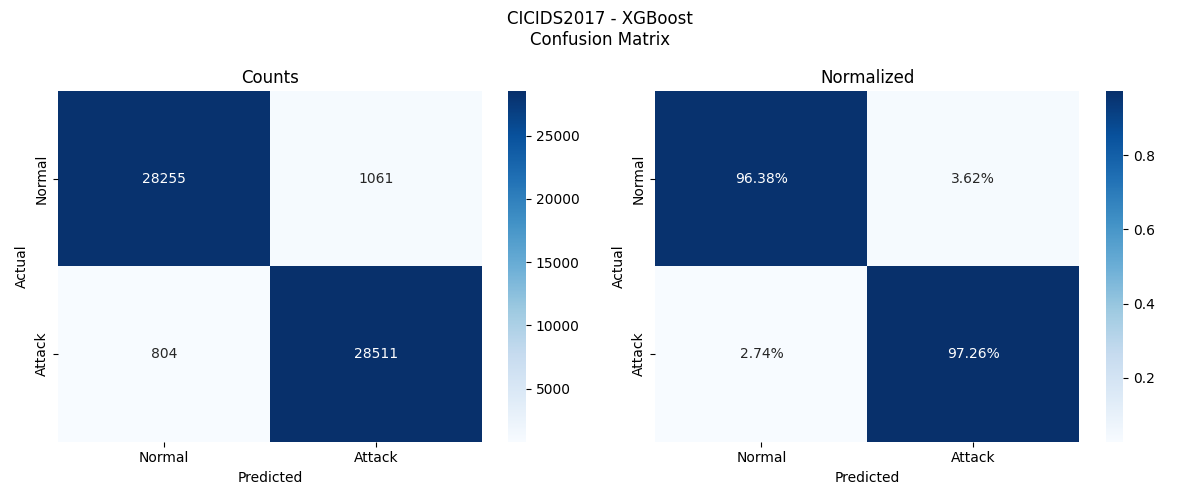 CICIDS2017 - XGBoost
Confusion Matrix
Counts
Normal
Attack
Actual
28255
1061
804
28511
Normal
Attack
Predicted
25000
20000
15000
10000
5000
Normalized
Normal
Attack
Actual
96.38%
3.62%
2.74%
97.26%
Normal
Attack
Predicted
0.8
0.6
0.4
0.2